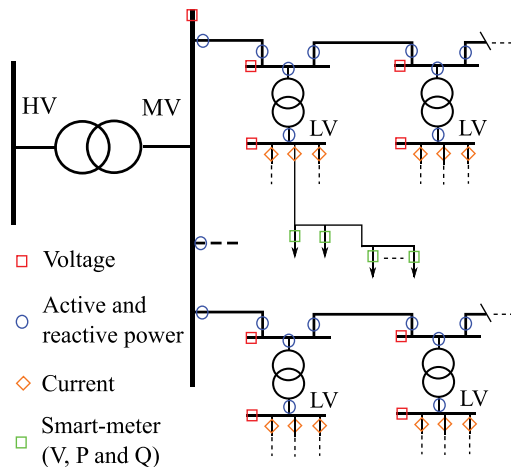 HV
MV
LV
LV
Voltage
Active and
reactive power
Current
Smart-meter
(V, P and Q)
LV
LV